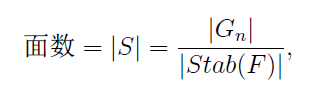 面数 = |S| = \frac{|G_n|}{|Stab(F)|},